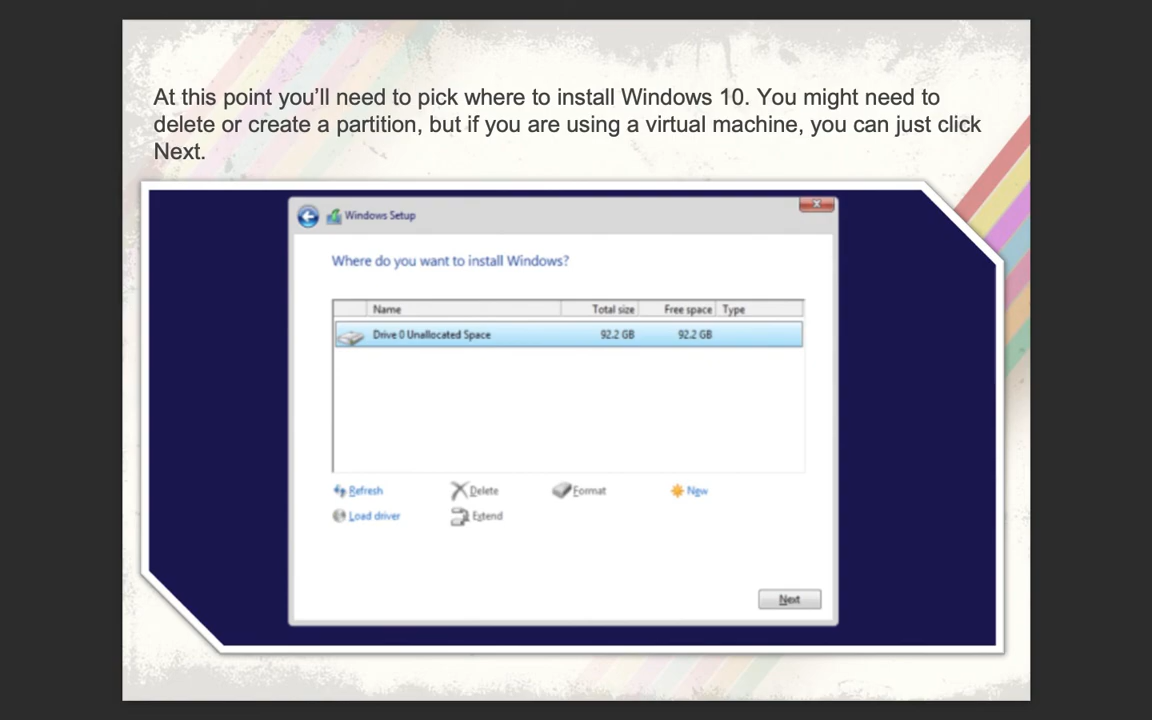 At this point you’ll need to pick where to install Windows 10. You might need to
delete or create a partition, but if you are using a virtual machine, you can just click
Next.
Windows Setup
x
Where do you want to install Windows?
Name Total size Free space Type
Drive 0 Unallocated Space 92.2 GB 92.2 GB
Refresh Delete Format New
Load driver Extend
Next